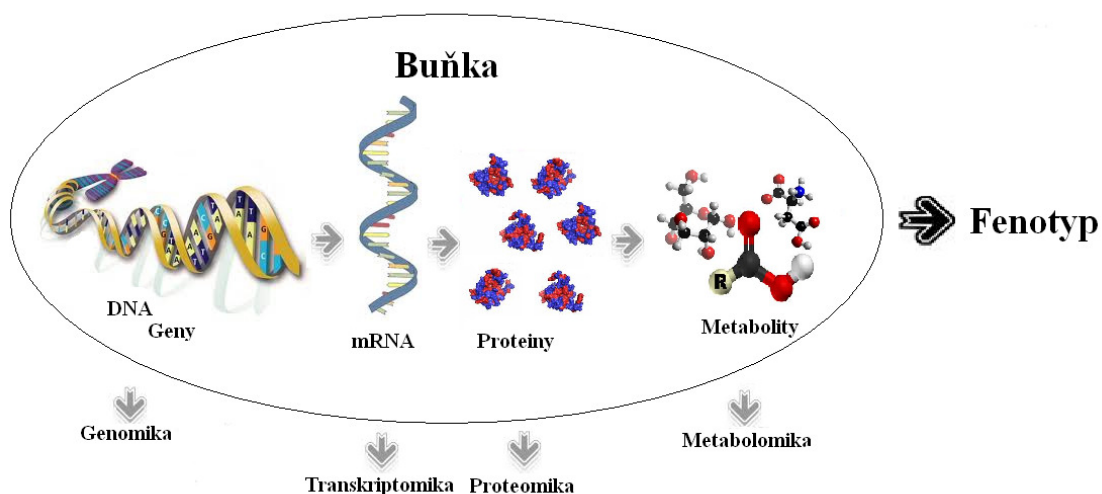 Buňka
DNA
Geny
mRNA
Proteiny
R
Metabolity
Fenotyp
Genomika
Transkriptomika
Proteomika
Metabolomika